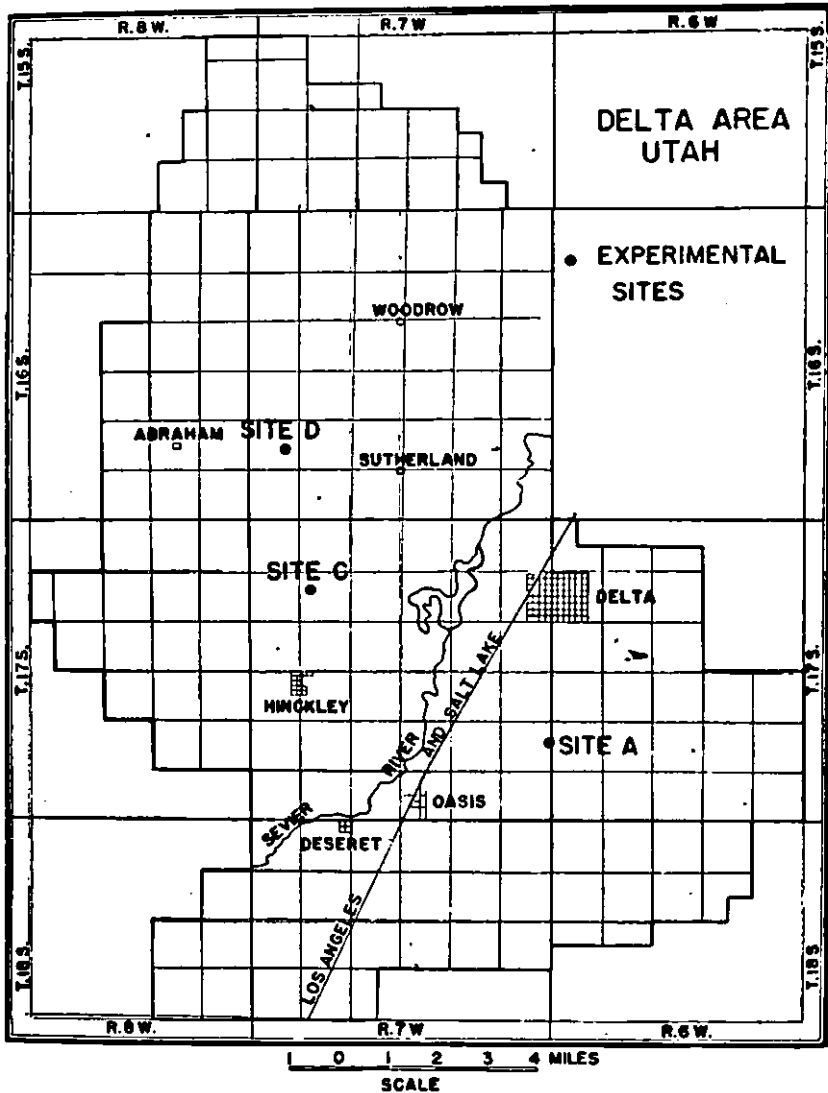 R.8W.
R.7W
R.6W
T.15S.
T.15S.
DELTA AREA
UTAH
EXPERIMENTAL
SITES
WOODROW
T.16S.
T.16S.
ABRAHAM
SITE D
SUTHERLAND
SITE C
DELTA
T.17S.
T.17S.
HINCKLEY
RIVER
AND SALT LAKE
SITE A
OASIS
SEVIER
DESERET
LOS ANGELES
T.18S.
T.18S
R.8W.
R.7W
R.6W.
1 0 1 2 3 4 MILES
SCALE